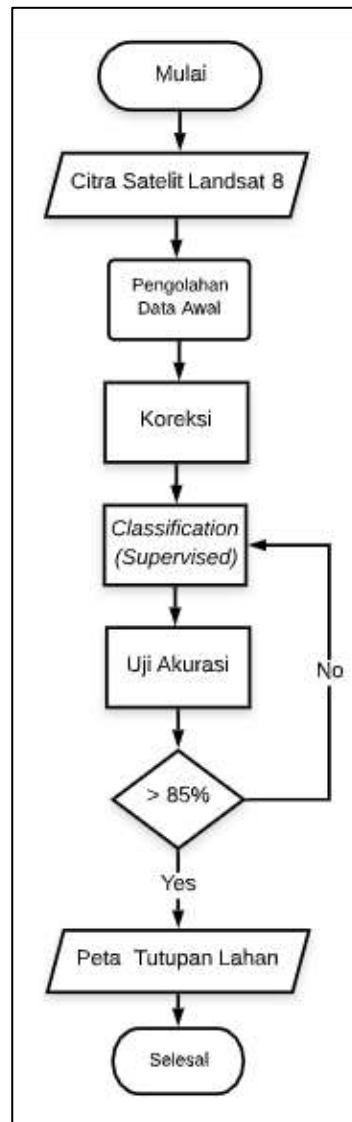 Mulai
Citra Satelit Landsat 8
Pengolahan
Data Awal
Koreksi
Classification
(Supervised)
Uji Akurasi
No
> 85%
Yes
Peta Tutupan Lahan
Selesal